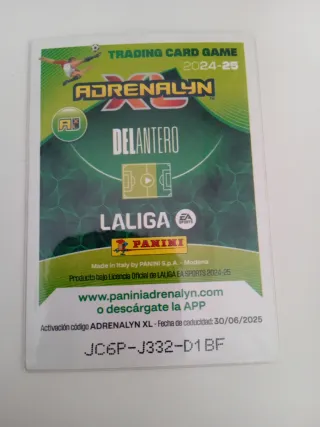 TRADING CARD GAME
2024-25
ADRENALYN
XL
DELANTERO
LALIGA EA SPORTS
PANINI
Made in Italy by PANINI S.p.A. - Modena
Producto bajo Licencia Oficial de LALIGA EA SPORTS 2024-25
www.paniniadrenalyn.com
o descárgate la APP
Activación código ADRENALYN XL - Fecha de caducidad: 30/06/2025
JC6P-J332-D1BF